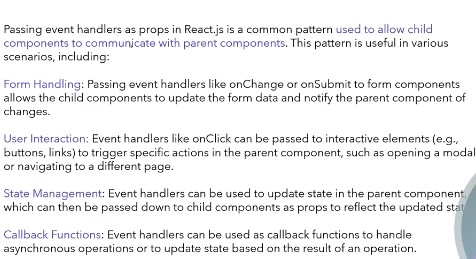 Passing event handlers as props in React.js is a common pattern used to allow child
components to communicate with parent components. This pattern is useful in various
scenarios, including:
Form Handling: Passing event handlers like onChange or onSubmit to form components
allows the child components to update the form data and notify the parent component of
changes.
User Interaction: Event handlers like onClick can be passed to interactive elements (e.g.,
buttons, links) to trigger specific actions in the parent component, such as opening a modal
or navigating to a different page.
State Management: Event handlers can be used to update state in the parent component,
which can then be passed down to child components as props to reflect the updated
Callback Functions: Event handlers can be used as callback functions to handle
asynchronous operations or to update state based on the result of an operation.